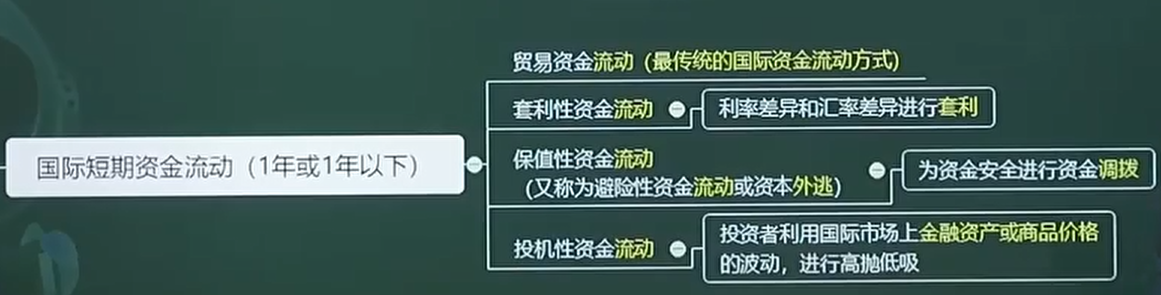 国际短期资金流动（1年或1年以下）
贸易资金流动（最传统的国际资金流动方式）
套利性资金流动
利率差异和汇率差异进行套利
保值性资金流动
（又称为避险性资金流动或资本外逃）
为资金安全进行资金调拨
投机性资金流动
投资者利用国际市场上金融资产或商品价格
的波动，进行高抛低吸